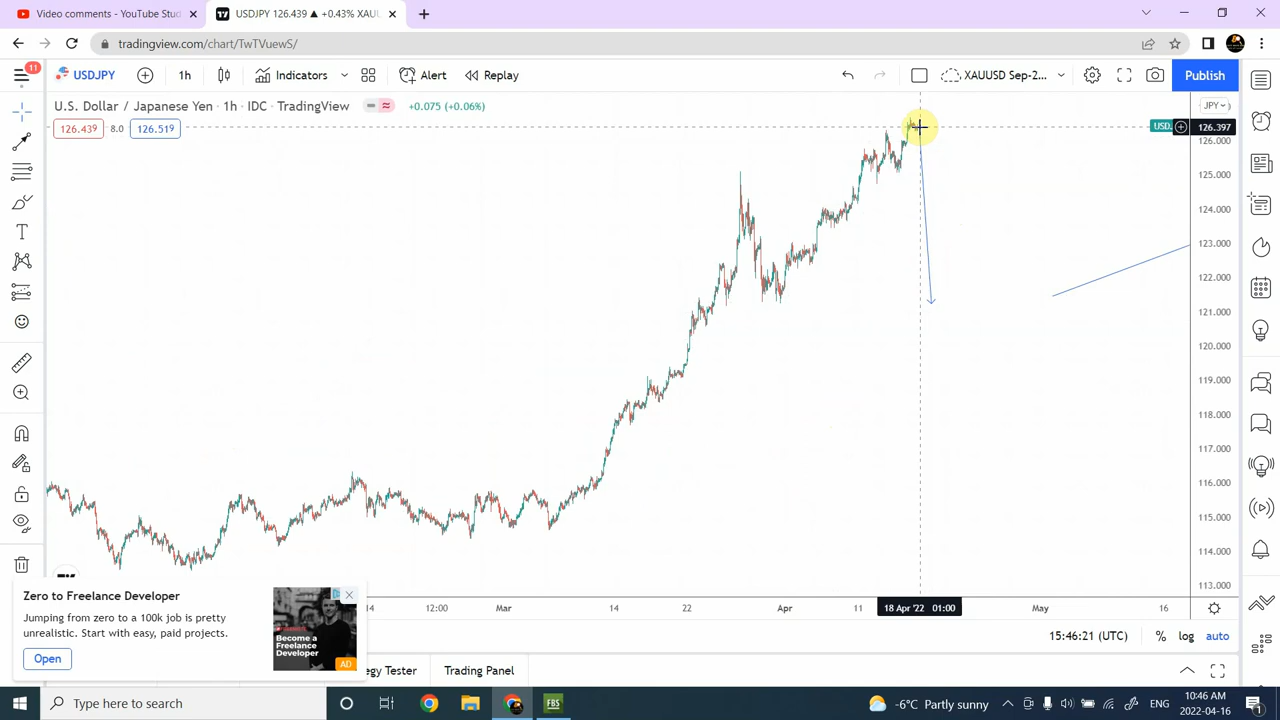 Video comments - YouTube Studi
USDJPY 126.439 ▲ +0.43% XAU
tradingview.com/chart/TwTVuewS/
11
USDJPY
1h
Indicators
Alert
Replay
XAUUSD Sep-2...
Publish
U.S. Dollar / Japanese Yen · 1h · IDC · TradingView
+0.075 (+0.06%)
JPY
126.439
8.0
126.519
USD
126.397
126.000
125.000
124.000
123.000
122.000
121.000
120.000
119.000
118.000
117.000
116.000
115.000
114.000
113.000
14
12:00
Mar
14
22
Apr
11
18 Apr '22 01:00
May
16
15:46:21 (UTC)
%
log
auto
Zero to Freelance Developer
Jumping from zero to a 100k job is pretty
unrealistic. Start with easy, paid projects.
Open
Become a
Freelance
Developer
AD
egy Tester
Trading Panel
Type here to search
FBS
-6°C Partly sunny
ENG
10:46 AM
2022-04-16
1